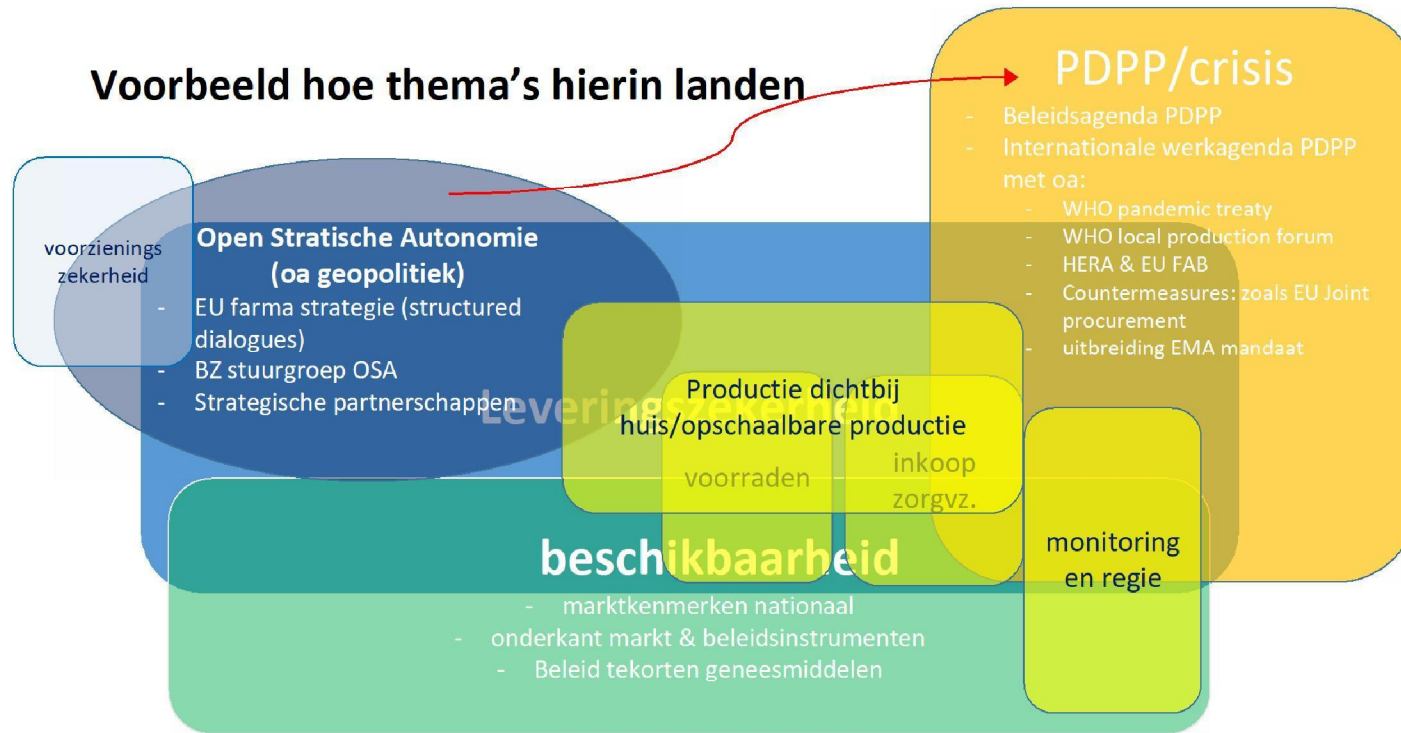 Voorbeeld hoe thema's hierin landen
PDPP/crisis
- Beleidsagenda PDPP
- Internationale werkagenda PDPP
met oa:
- WHO pandemic treaty
- WHO local production forum
- HERA & EU FAB
- Countermeasures: zoals EU Joint
procurement
- uitbreiding EMA mandaat
voorzienings
zekerheid
Open Stratische Autonomie
(oa geopolitiek)
- EU farma strategie (structured
dialogues)
- BZ stuurgroep OSA
- Strategische partnerschappen
Leveringszekerheid
Productie dichtbij
huis/opschaalbare productie
voorraden
inkoop
zorgvz.
monitoring
en regie
beschikbaarheid
- marktkenmerken nationaal
- onderkant markt & beleidsinstrumenten
- Beleid tekorten geneesmiddelen